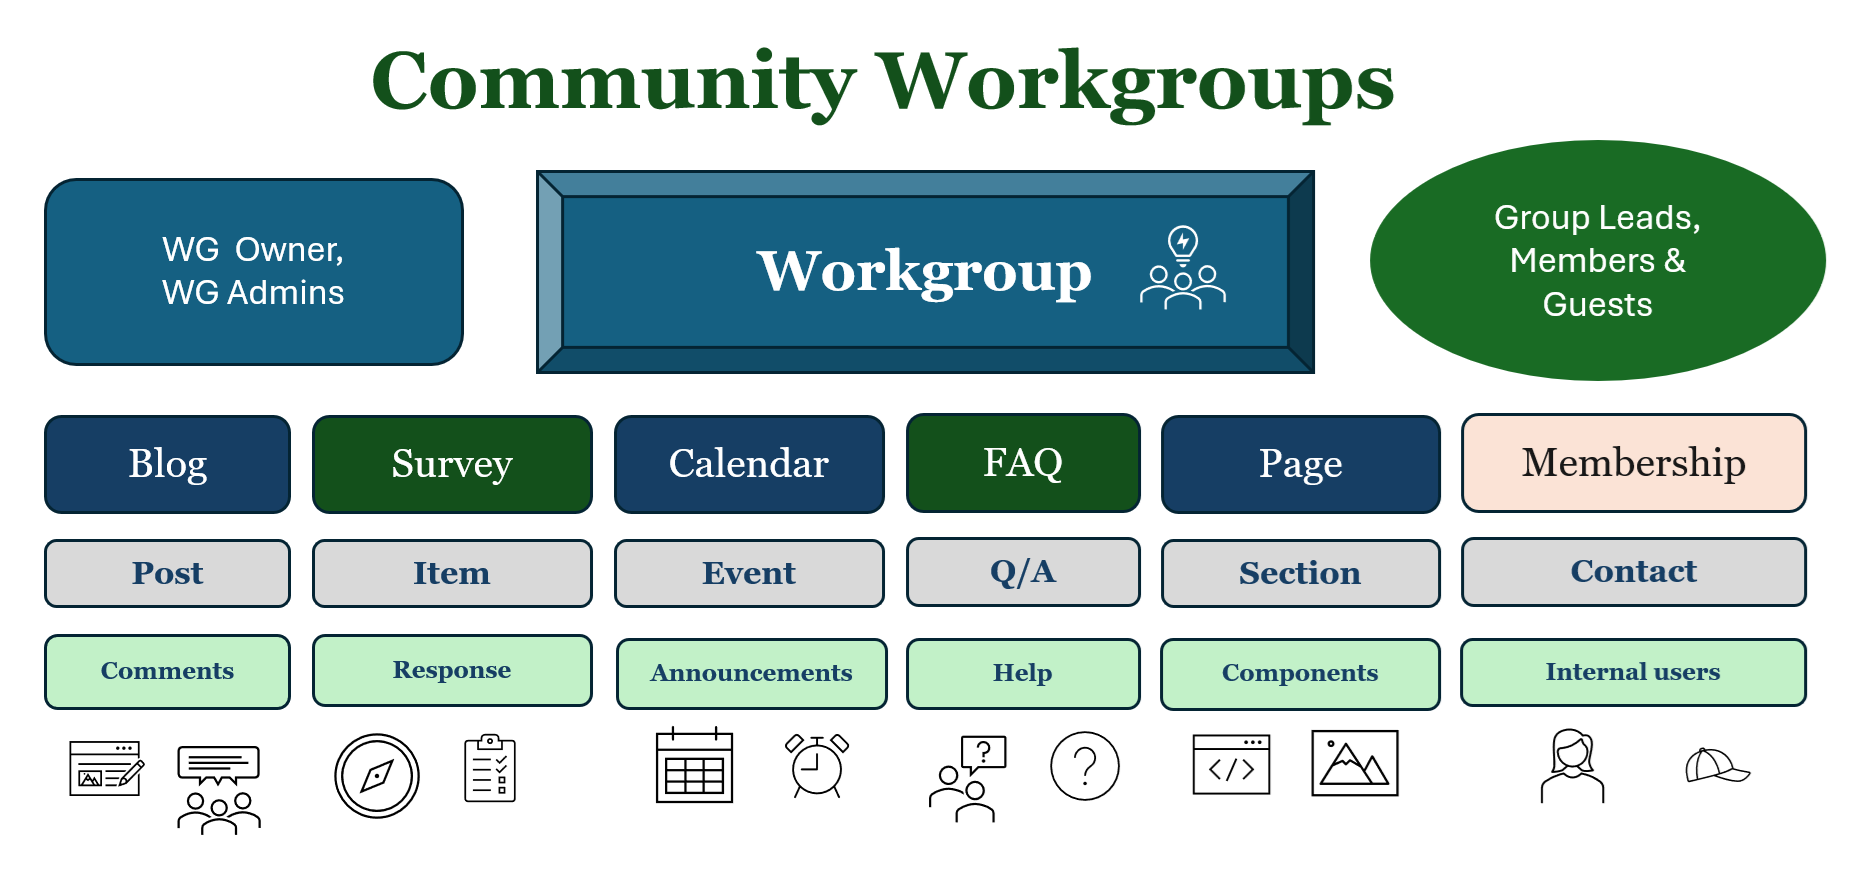 Community Workgroups
WG  Owner,
WG Admins
Workgroup
Group Leads,
Members &
Guests
Blog
Survey
Calendar
FAQ
Page
Membership
Post
Item
Event
Q/A
Section
Contact
Comments
Response
Announcements
Help
Components
Internal users